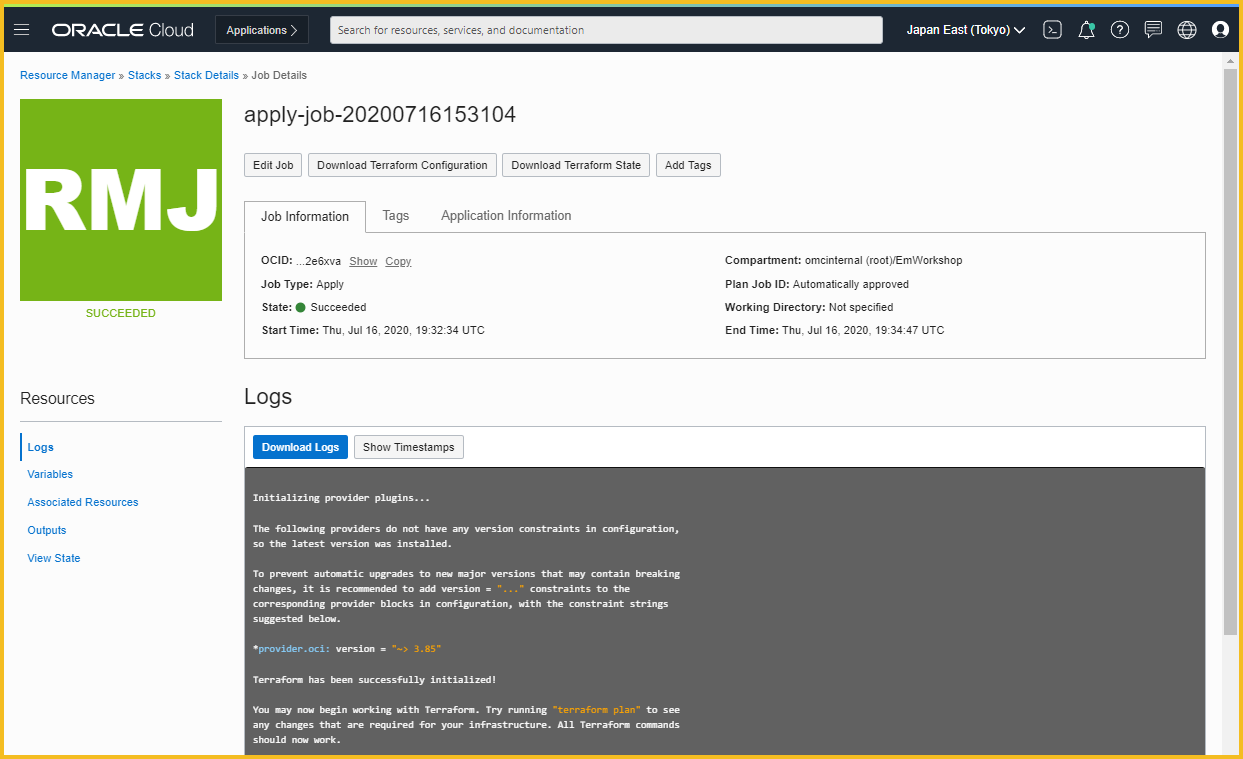 ORACLE Cloud Applications Search for resources, services, and documentation Japan East (Tokyo)
Resource Manager » Stacks » Stack Details » Job Details
RMJ
SUCCEEDED
apply-job-20200716153104
Edit Job Download Terraform Configuration Download Terraform State Add Tags
Job Information Tags Application Information
OCID: ...2e6xva Show Copy
Job Type: Apply
State: Succeeded
Start Time: Thu, Jul 16, 2020, 19:32:34 UTC
Compartment: omcinternal (root)/EmWorkshop
Plan Job ID: Automatically approved
Working Directory: Not specified
End Time: Thu, Jul 16, 2020, 19:34:47 UTC
Resources
Logs
Variables
Associated Resources
Outputs
View State
Logs
Download Logs Show Timestamps
Initializing provider plugins...
The following providers do not have any version constraints in configuration,
so the latest version was installed.
To prevent automatic upgrades to new major versions that may contain breaking
changes, it is recommended to add version = "..." constraints to the
corresponding provider blocks in configuration, with the constraint strings
suggested below.
*provider.oci: version = "~> 3.85"
Terraform has been successfully initialized!
You may now begin working with Terraform. Try running "terraform plan" to see
any changes that are required for your infrastructure. All Terraform commands
should now work.